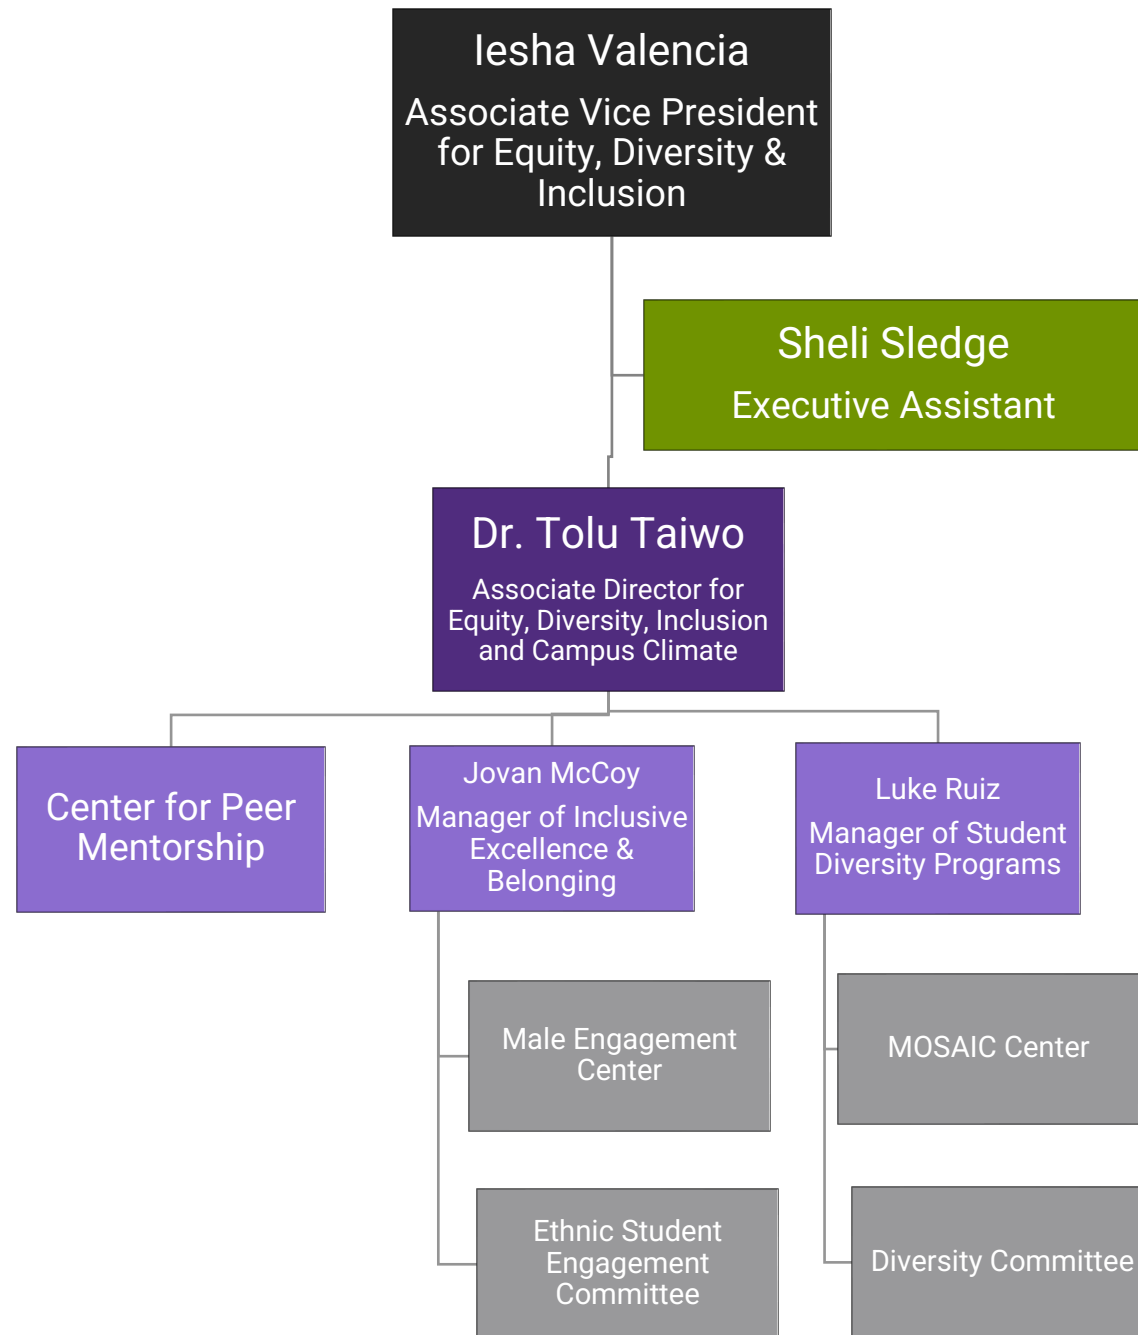 Iesha Valencia
Associate Vice President
for Equity, Diversity &
Inclusion
Sheli Sledge
Executive Assistant
Dr. Tolu Taiwo
Associate Director for
Equity, Diversity, Inclusion
and Campus Climate
Center for Peer
Mentorship
Jovan McCoy
Manager of Inclusive
Excellence &
Belonging
Luke Ruiz
Manager of Student
Diversity Programs
Male Engagement
Center
MOSAIC Center
Ethnic Student
Engagement
Committee
Diversity Committee